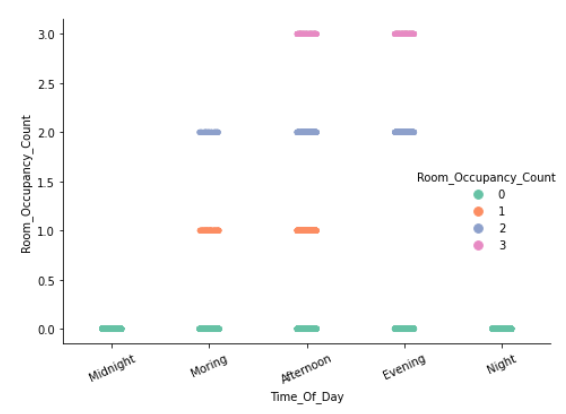 3.0
2.5
2.0
1.5
1.0
0.5
0.0
Room_Occupancy_Count
Room_Occupancy_Count
0
1
2
3
Midnight
Moring
Afternoon
Evening
Night
Time_Of_Day